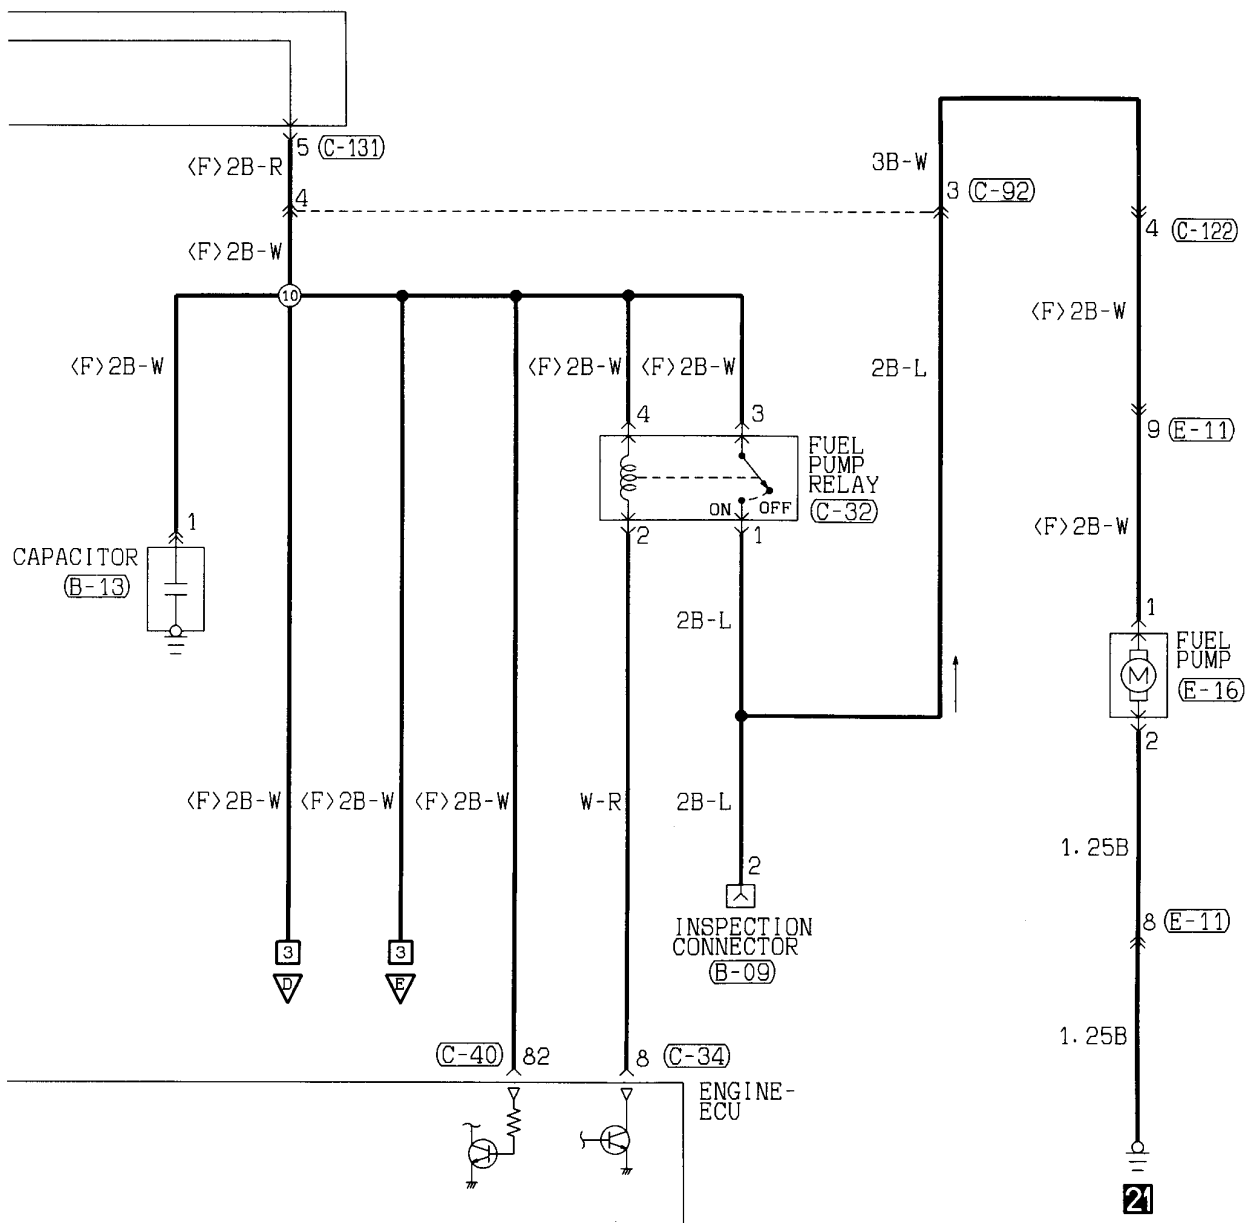 5 (C-131)
<F>2B-R
3B-W
4
3 (C-92)
4 (C-122)
<F>2B-W
10
<F>2B-W
<F>2B-W
<F>2B-W
<F>2B-W
2B-L
4
3
9 (E-11)
FUEL
PUMP
RELAY
(C-32)
ON
OFF
1
2
1
<F>2B-W
CAPACITOR
(B-13)
1
2B-L
FUEL
PUMP
(E-16)
M
2
<F>2B-W
<F>2B-W
<F>2B-W
W-R
2B-L
1.25B
2
8 (E-11)
INSPECTION
CONNECTOR
(B-09)
3
3
D
E
1.25B
(C-40) 82
8 (C-34)
ENGINE-
ECU
21